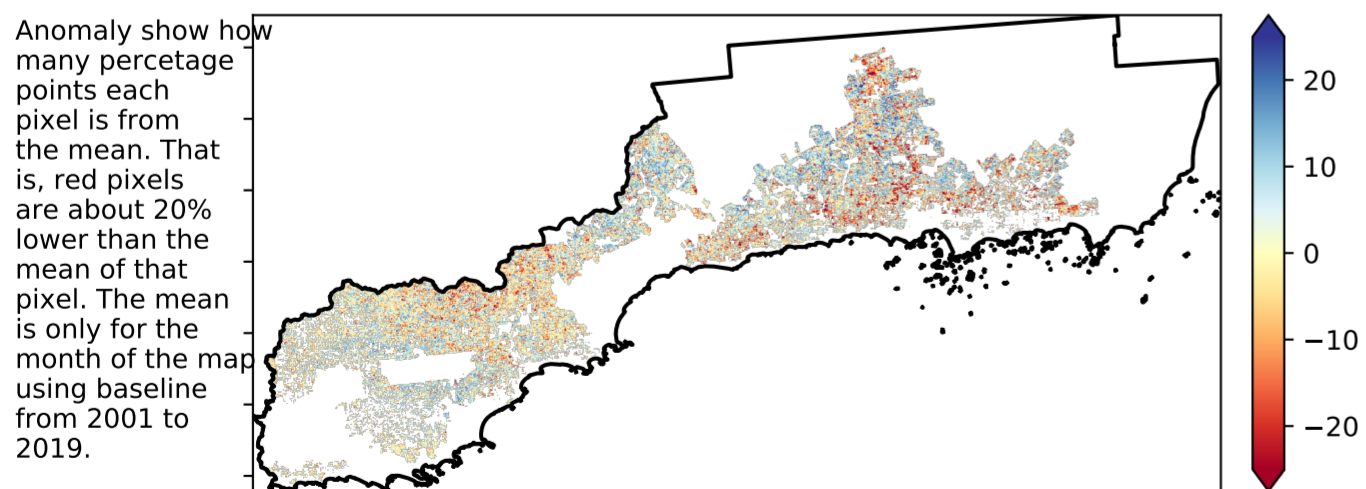 Anomaly show how
many percetage
points each
pixel is from
the mean. That
is, red pixels
are about 20%
lower than the
mean of that
pixel. The mean
is only for the
month of the map
using baseline
from 2001 to
2019.
20
10
0
−10
−20